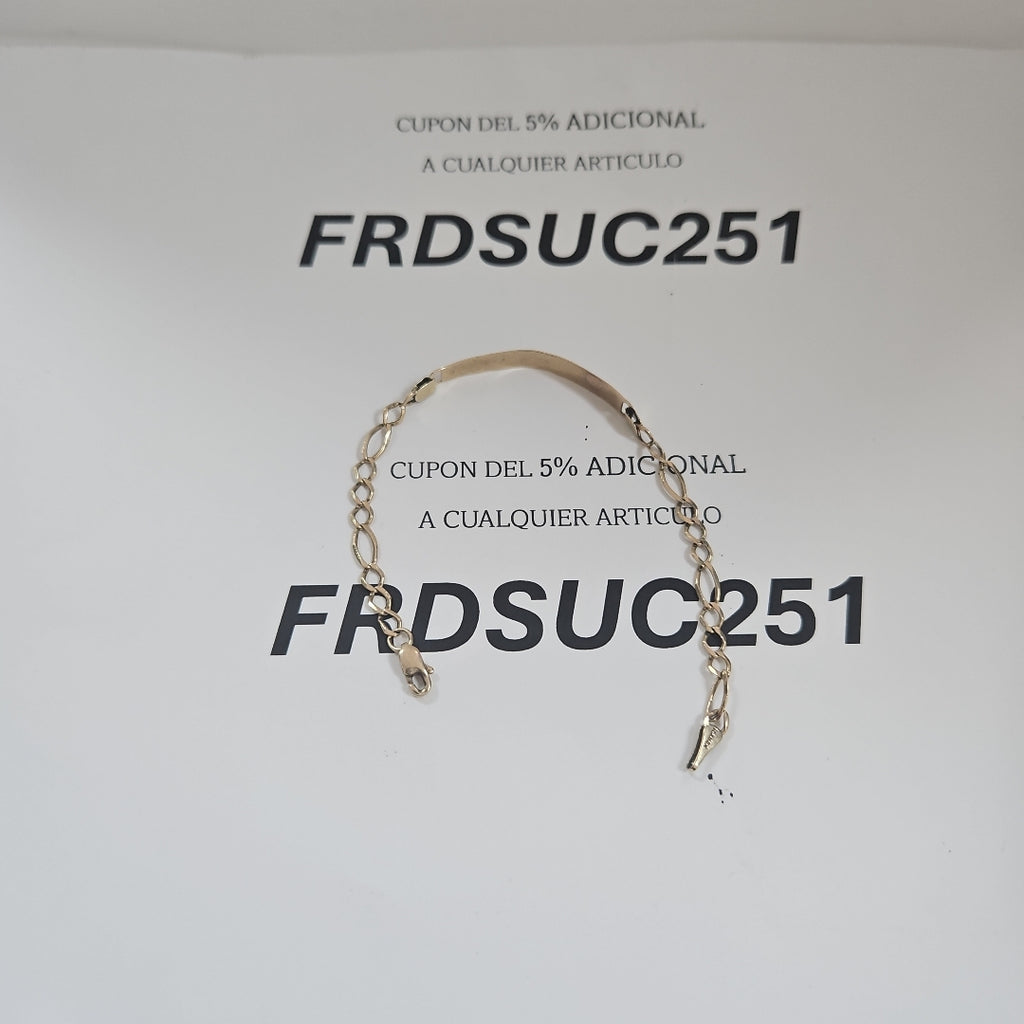 CUPON DEL 5% ADICIONAL
A CUALQUIER ARTICULO
FRDSUC251
CUPON DEL 5% ADICIONAL
A CUALQUIER ARTICULO
FRDSUC251